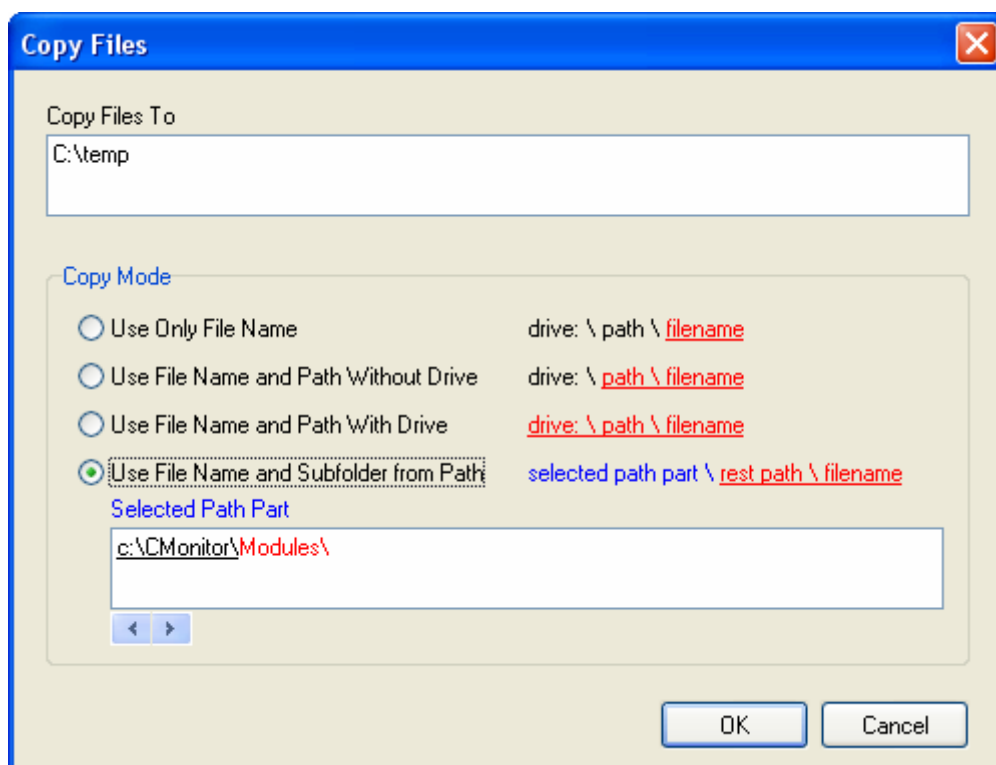 Copy Files
Copy Files To
C:\temp
Copy Mode
Use Only File Name drive: \ path \ filename
Use File Name and Path Without Drive drive: \ path \ filename
Use File Name and Path With Drive drive: \ path \ filename
Use File Name and Subfolder from Path selected path part \ rest path \ filename
Selected Path Part
c:\CMonitor\Modules\
OK Cancel